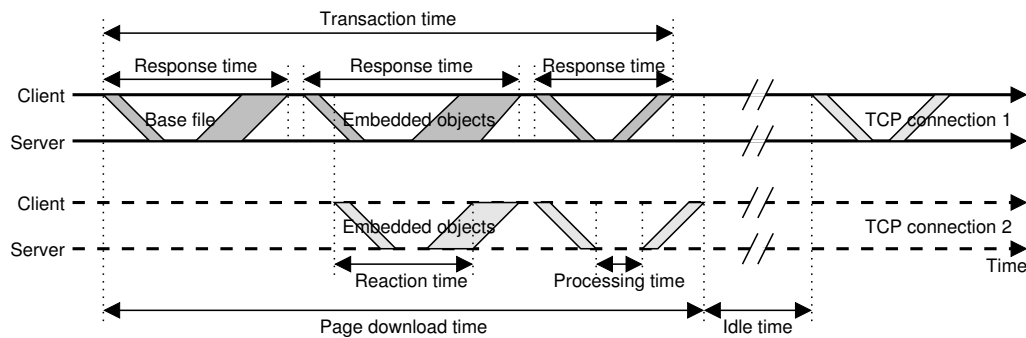 Transaction time
Response time Response time Response time
Client
Base file Embedded objects TCP connection 1
Server
Client
Embedded objects TCP connection 2
Server
Time
Reaction time Processing time
Page download time Idle time